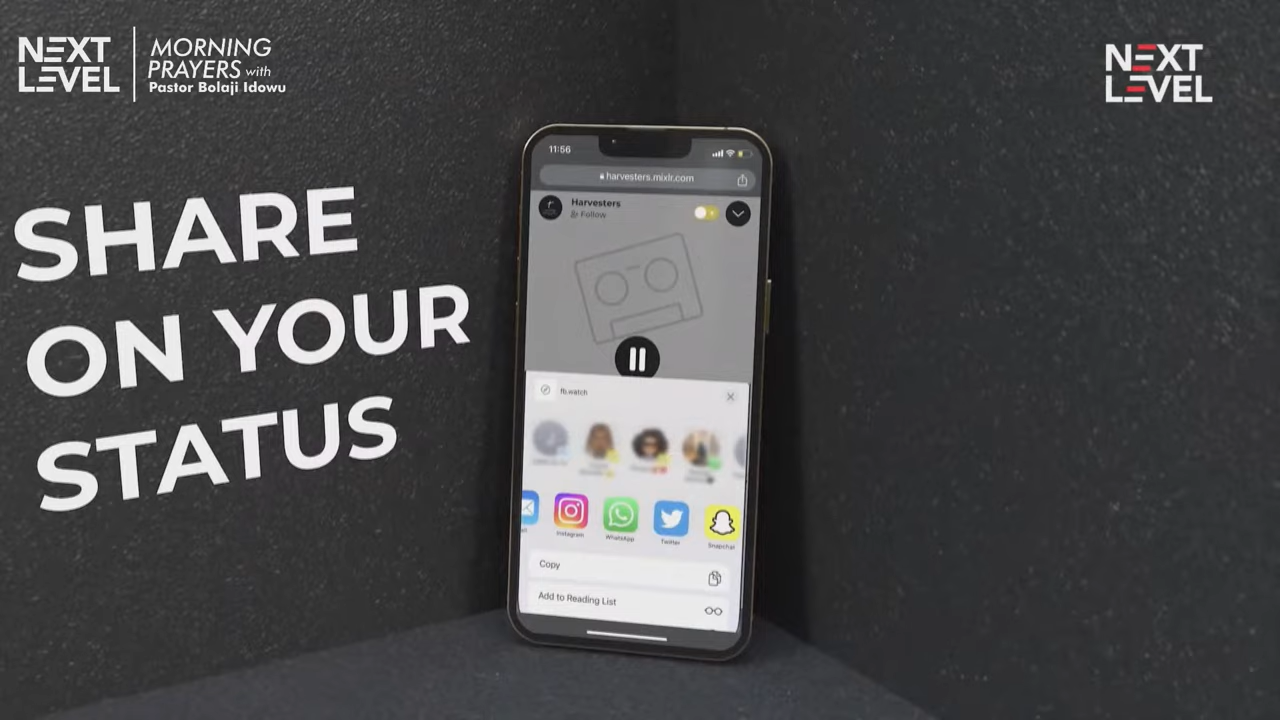 NEXT
LEVEL
MORNING
PRAYERS with
Pastor Bolaji Idowu
NEXT
LEVEL
SHARE
ON YOUR
STATUS
11:56
harvesters.mixlr.com
Harvesters
Follow
fb.watch
Instagram
WhatsApp
Twitter
Snapchat
Copy
Add to Reading List